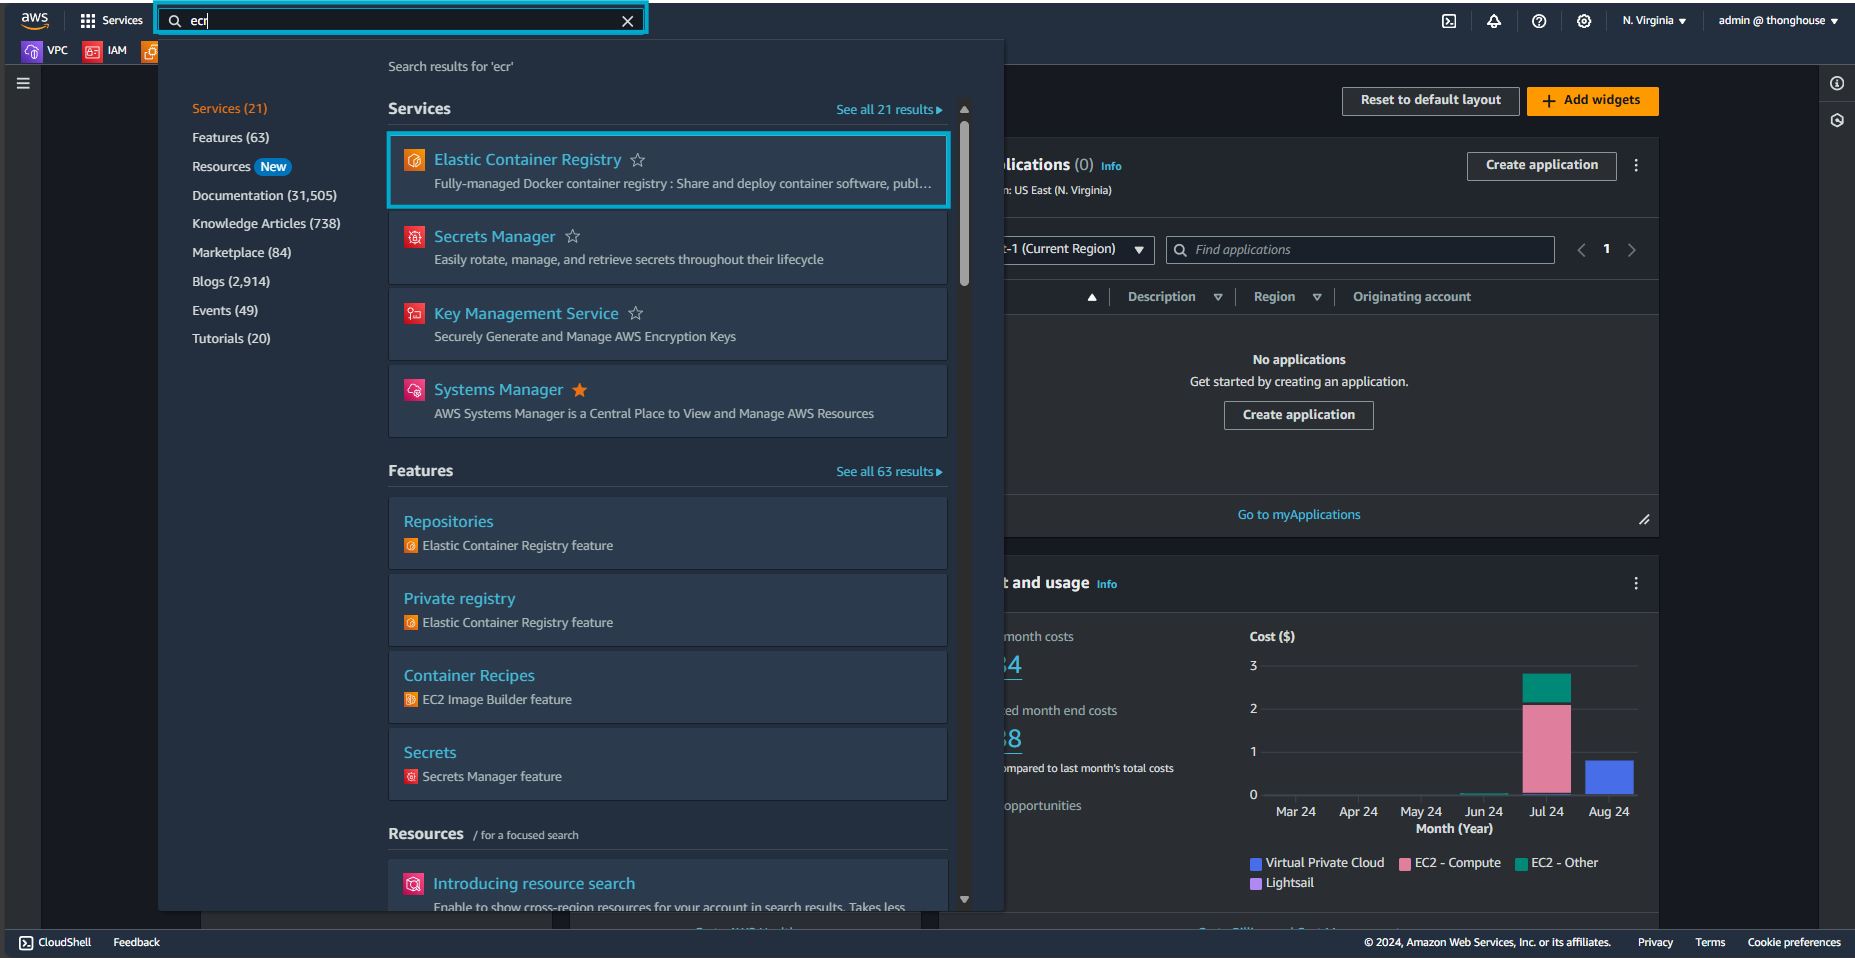 aws
Services
ecr
N. Virginia
admin @ thonghouse
VPC
IAM
Search results for 'ecr'
Services (21)
Features (63)
Resources New
Documentation (31,505)
Knowledge Articles (738)
Marketplace (84)
Blogs (2,914)
Events (49)
Tutorials (20)
Services
See all 21 results
Elastic Container Registry
Fully-managed Docker container registry : Share and deploy container software, publ...
Secrets Manager
Easily rotate, manage, and retrieve secrets throughout their lifecycle
Key Management Service
Securely Generate and Manage AWS Encryption Keys
Systems Manager
AWS Systems Manager is a Central Place to View and Manage AWS Resources
Features
See all 63 results
Repositories
Elastic Container Registry feature
Private registry
Elastic Container Registry feature
Container Recipes
EC2 Image Builder feature
Secrets
Secrets Manager feature
Resources / for a focused search
Introducing resource search
Enable to show cross-region resources for your account in search results. Takes less
Reset to default layout
Add widgets
lications (0) Info
n: US East (N. Virginia)
Create application
t-1 (Current Region)
Find applications
1
Description
Region
Originating account
No applications
Get started by creating an application.
Create application
Go to myApplications
t and usage Info
month costs
34
ed month end costs
38
ompared to last month's total costs
opportunities
Cost ($)
3
2
1
0
Mar 24
Apr 24
May 24
Jun 24
Jul 24
Aug 24
Month (Year)
Virtual Private Cloud
EC2 - Compute
EC2 - Other
Lightsail
CloudShell
Feedback
© 2024, Amazon Web Services, Inc. or its affiliates.
Privacy
Terms
Cookie preferences